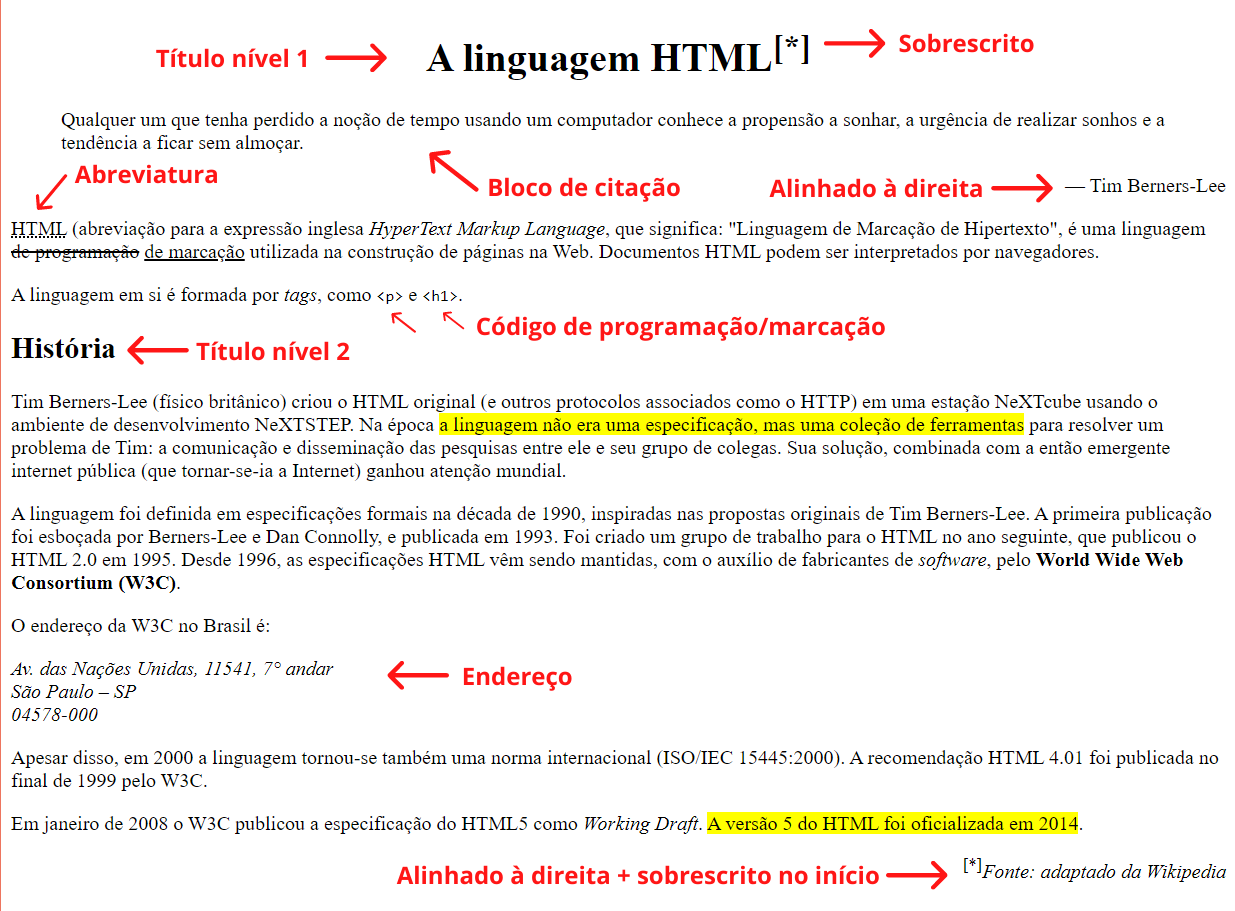 Título nível 1
A linguagem HTML[*]
Sobrescrito
Qualquer um que tenha perdido a noção de tempo usando um computador conhece a propensão a sonhar, a urgência de realizar sonhos e a
tendência a ficar sem almoçar.
Abreviatura
Bloco de citação
Alinhado à direita
— Tim Berners-Lee
HTML (abreviação para a expressão inglesa HyperText Markup Language, que significa: "Linguagem de Marcação de Hipertexto", é uma linguagem
de programação de marcação utilizada na construção de páginas na Web. Documentos HTML podem ser interpretados por navegadores.
A linguagem em si é formada por tags, como <p> e <h1>.
Código de programação/marcação
História
Título nível 2
Tim Berners-Lee (físico britânico) criou o HTML original (e outros protocolos associados como o HTTP) em uma estação NeXTcube usando o
ambiente de desenvolvimento NeXTSTEP. Na época a linguagem não era uma especificação, mas uma coleção de ferramentas para resolver um
problema de Tim: a comunicação e disseminação das pesquisas entre ele e seu grupo de colegas. Sua solução, combinada com a então emergente
internet pública (que tornar-se-ia a Internet) ganhou atenção mundial.
A linguagem foi definida em especificações formais na década de 1990, inspiradas nas propostas originais de Tim Berners-Lee. A primeira publicação
foi esboçada por Berners-Lee e Dan Connolly, e publicada em 1993. Foi criado um grupo de trabalho para o HTML no ano seguinte, que publicou o
HTML 2.0 em 1995. Desde 1996, as especificações HTML vêm sendo mantidas, com o auxílio de fabricantes de software, pelo World Wide Web
Consortium (W3C).
O endereço da W3C no Brasil é:
Av. das Nações Unidas, 11541, 7° andar
São Paulo – SP
04578-000
Endereço
Apesar disso, em 2000 a linguagem tornou-se também uma norma internacional (ISO/IEC 15445:2000). A recomendação HTML 4.01 foi publicada no
final de 1999 pelo W3C.
Em janeiro de 2008 o W3C publicou a especificação do HTML5 como Working Draft. A versão 5 do HTML foi oficializada em 2014.
Alinhado à direita + sobrescrito no início
[*]Fonte: adaptado da Wikipedia